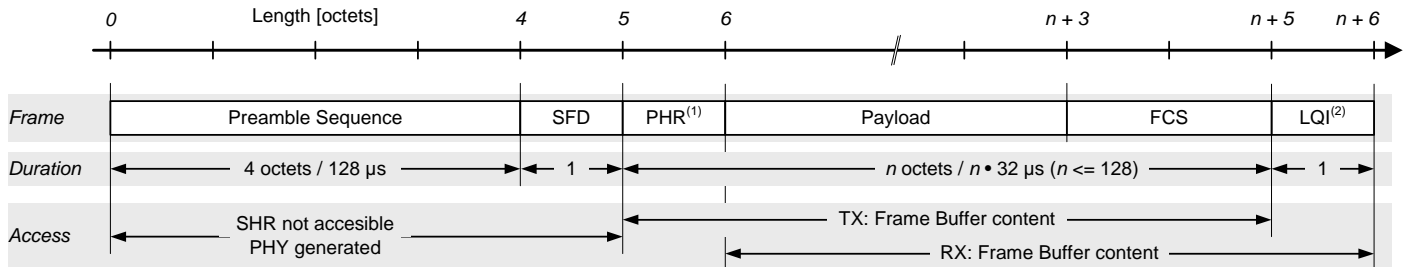 0 Length [octets] 4 5 6 n + 3 n + 5 n + 6
Frame Preamble Sequence SFD PHR(1) Payload FCS LQI(2)
Duration 4 octets / 128 µs 1 n octets / n • 32 µs (n <= 128) 1
Access SHR not accesible TX: Frame Buffer content
PHY generated
RX: Frame Buffer content